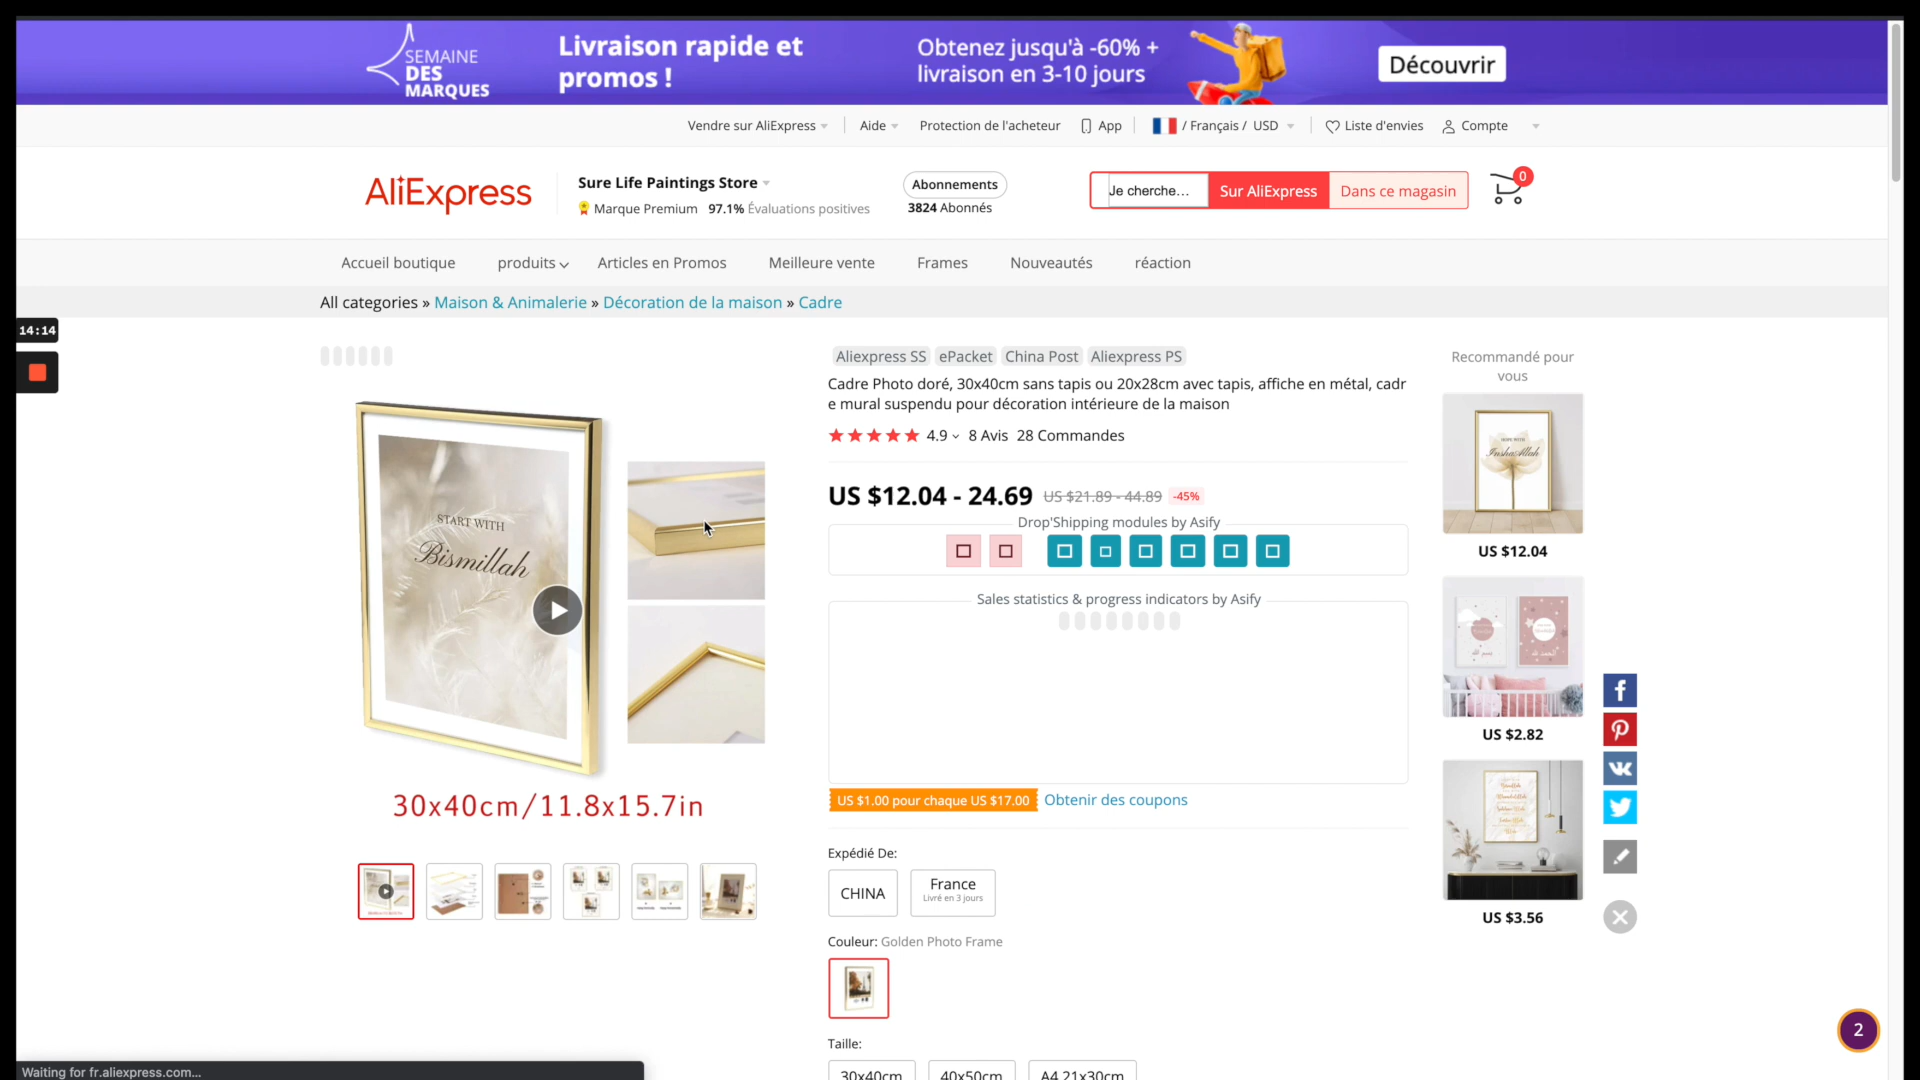 SEMAINE
DES
MARQUES
Livraison rapide et
promos !
Obtenez jusqu'à -60% +
livraison en 3-10 jours
Découvrir
Vendre sur AliExpress
Aide
Protection de l'acheteur
App
/ Français / USD
Liste d'envies
Compte
AliExpress
Sure Life Paintings Store
Marque Premium 97.1% Évaluations positives
Abonnements
3824 Abonnés
Je cherche...
Sur AliExpress
Dans ce magasin
0
Accueil boutique
produits
Articles en Promos
Meilleure vente
Frames
Nouveautés
réaction
All categories » Maison & Animalerie » Décoration de la maison » Cadre
14:14
START WITH
Bismillah
30x40cm/11.8x15.7in
Aliexpress SS
ePacket
China Post
Aliexpress PS
Cadre Photo doré, 30x40cm sans tapis ou 20x28cm avec tapis, affiche en métal, cadr
e mural suspendu pour décoration intérieure de la maison
4.9
8 Avis
28 Commandes
US $12.04 - 24.69
US $21.89 - 44.89
-45%
Drop'Shipping modules by Asify
Sales statistics & progress indicators by Asify
US $1.00 pour chaque US $17.00
Obtenir des coupons
Expédié De:
CHINA
France
Livré en 3 jours
Couleur: Golden Photo Frame
Taille:
30x40cm
40x50cm
A4 21x30cm
Recommandé pour
vous
InshaAllah
US $12.04
US $2.82
US $3.56
2
Waiting for fr.aliexpress.com...